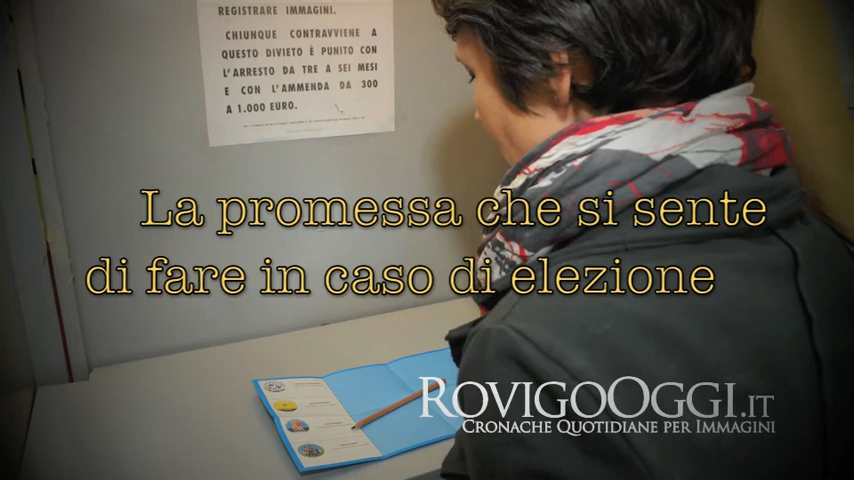 REGISTRARE IMMAGINI.
CHIUNQUE CONTRAVVIENE A
QUESTO DIVIETO È PUNITO CON
L'ARRESTO DA TRE A SEI MESI
E CON L'AMMENDA DA 300
A 1.000 EURO.
La promessa che si sente
di fare in caso di elezione
ROVIGOOGGI.IT
CRONACHE QUOTIDIANE PER IMMAGINI